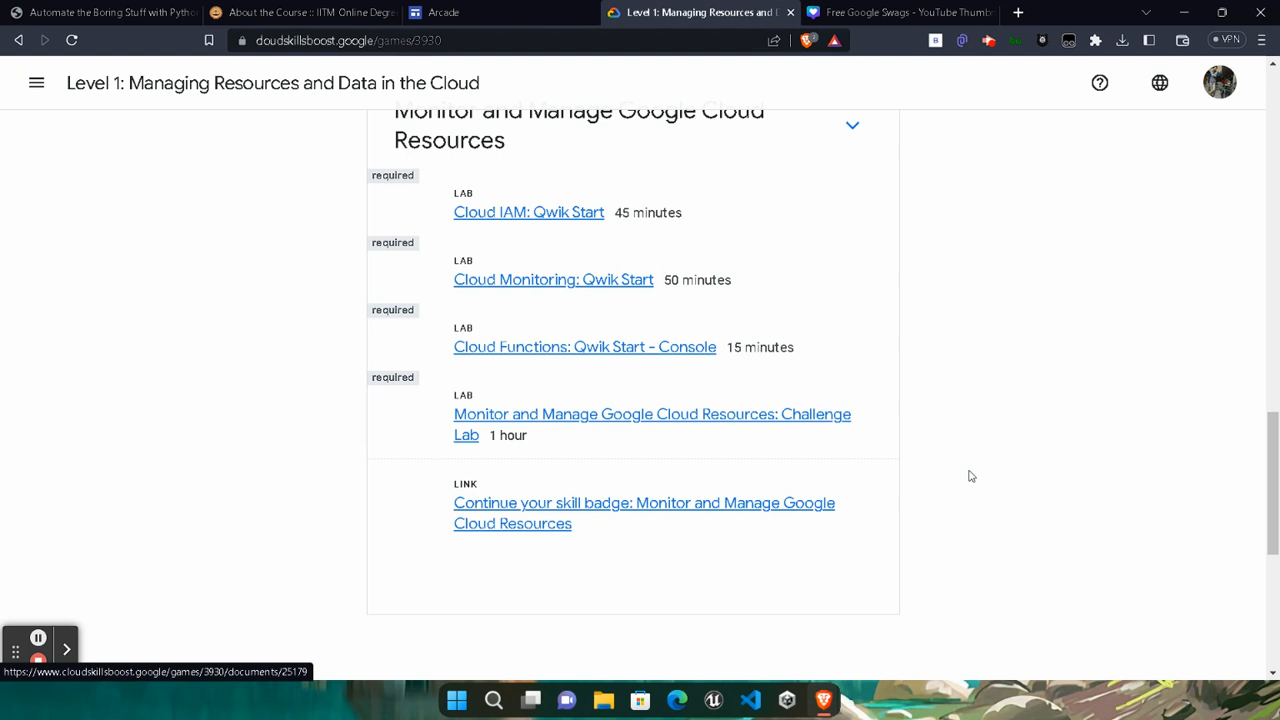 Automate the Boring Stuff with Pytho
About the Course :: IITM Online Degre
Arcade
Level 1: Managing Resources and D
Free Google Swags - YouTube Thumbn
cloudskillsboost.google/games/3930
VPN
Level 1: Managing Resources and Data in the Cloud
Monitor and Manage Google Cloud
Resources
required
LAB
Cloud IAM: Qwik Start 45 minutes
required
LAB
Cloud Monitoring: Qwik Start 50 minutes
required
LAB
Cloud Functions: Qwik Start - Console 15 minutes
required
LAB
Monitor and Manage Google Cloud Resources: Challenge
Lab 1 hour
LINK
Continue your skill badge: Monitor and Manage Google
Cloud Resources
https://www.cloudskillsboost.google/games/3930/documents/25179